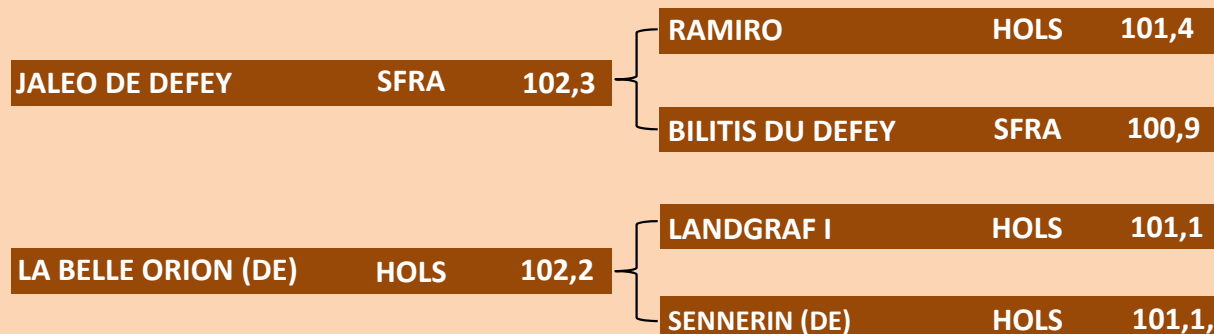 RAMIRO HOLS 101,4
JALEO DE DEFEY SFRA 102,3
BILITIS DU DEFEY SFRA 100,9
LANDGRAF I HOLS 101,1
LA BELLE ORION (DE) HOLS 102,2
SENNERIN (DE) HOLS 101,1,